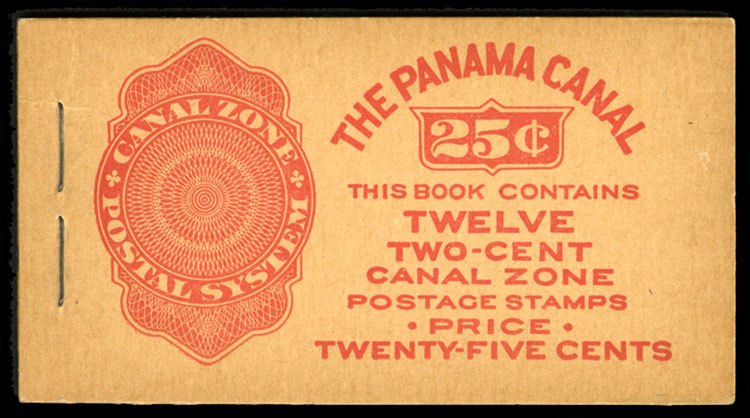 CANAL ZONE
POSTAL SYSTEM
THE PANAMA CANAL
25¢
THIS BOOK CONTAINS
TWELVE
TWO-CENT
CANAL ZONE
POSTAGE STAMPS
• PRICE •
TWENTY-FIVE CENTS